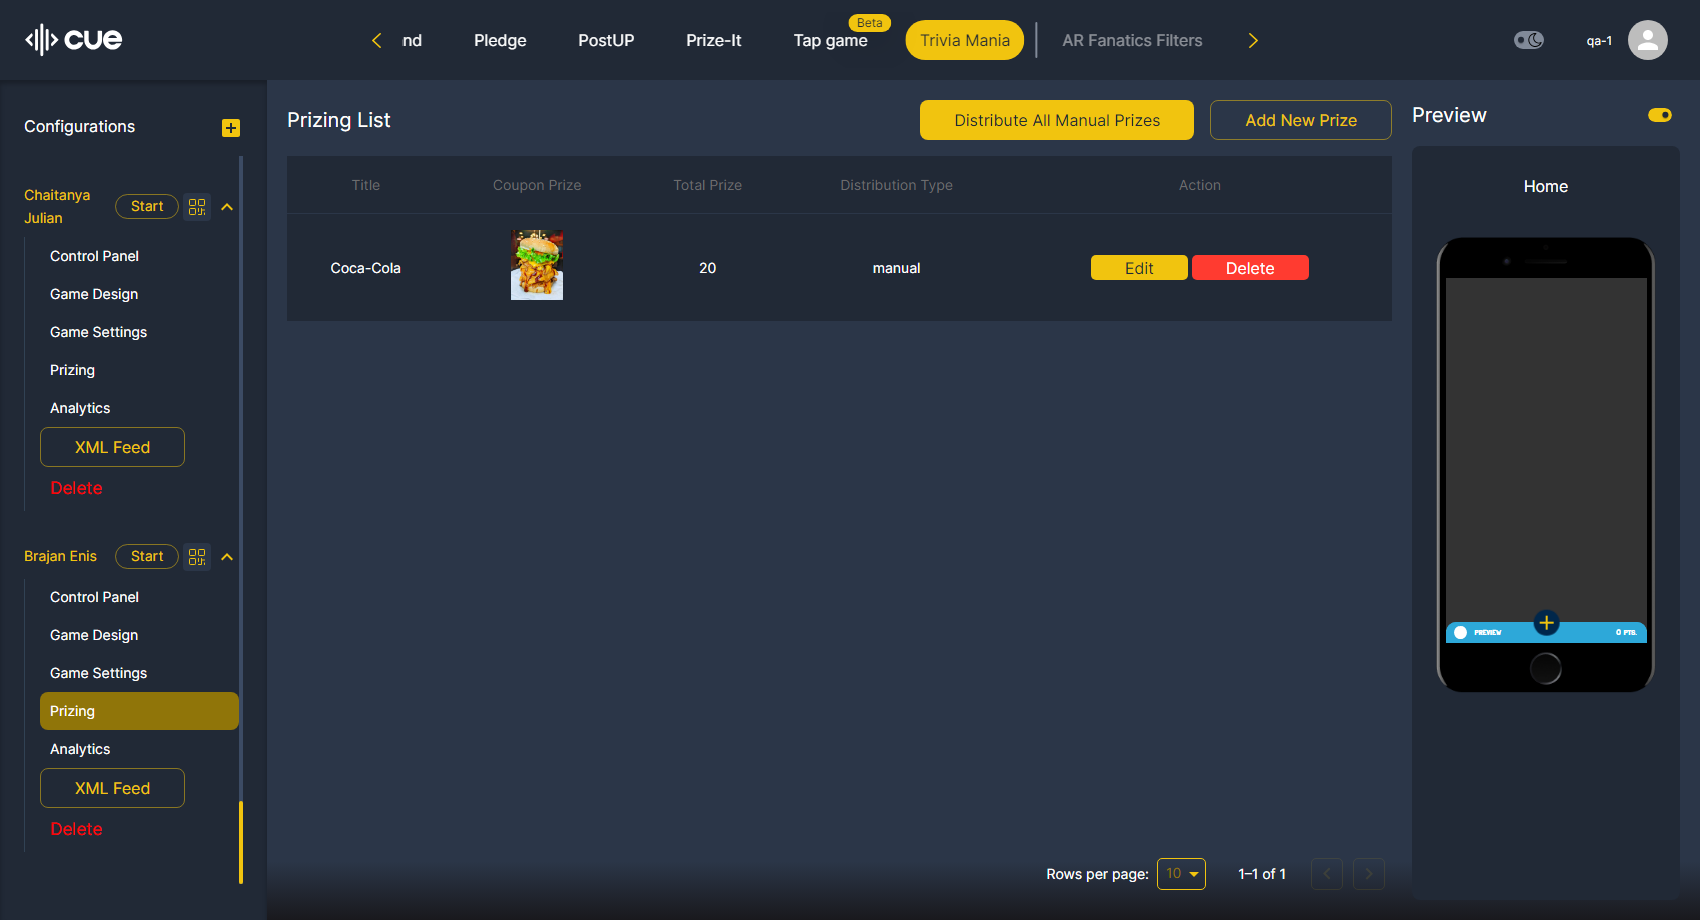 cue
nd
Pledge
PostUP
Prize-It
Tap game
Beta
Trivia Mania
AR Fanatics Filters
qa-1
Configurations
Chaitanya
Julian
Start
Control Panel
Game Design
Game Settings
Prizing
Analytics
XML Feed
Delete
Brajan Enis
Start
Control Panel
Game Design
Game Settings
Prizing
Analytics
XML Feed
Delete
Prizing List
Distribute All Manual Prizes
Add New Prize
Title
Coupon Prize
Total Prize
Distribution Type
Action
Coca-Cola
20
manual
Edit
Delete
Rows per page:
10
1–1 of 1
Preview
Home
PREVIEW
0 PTS.